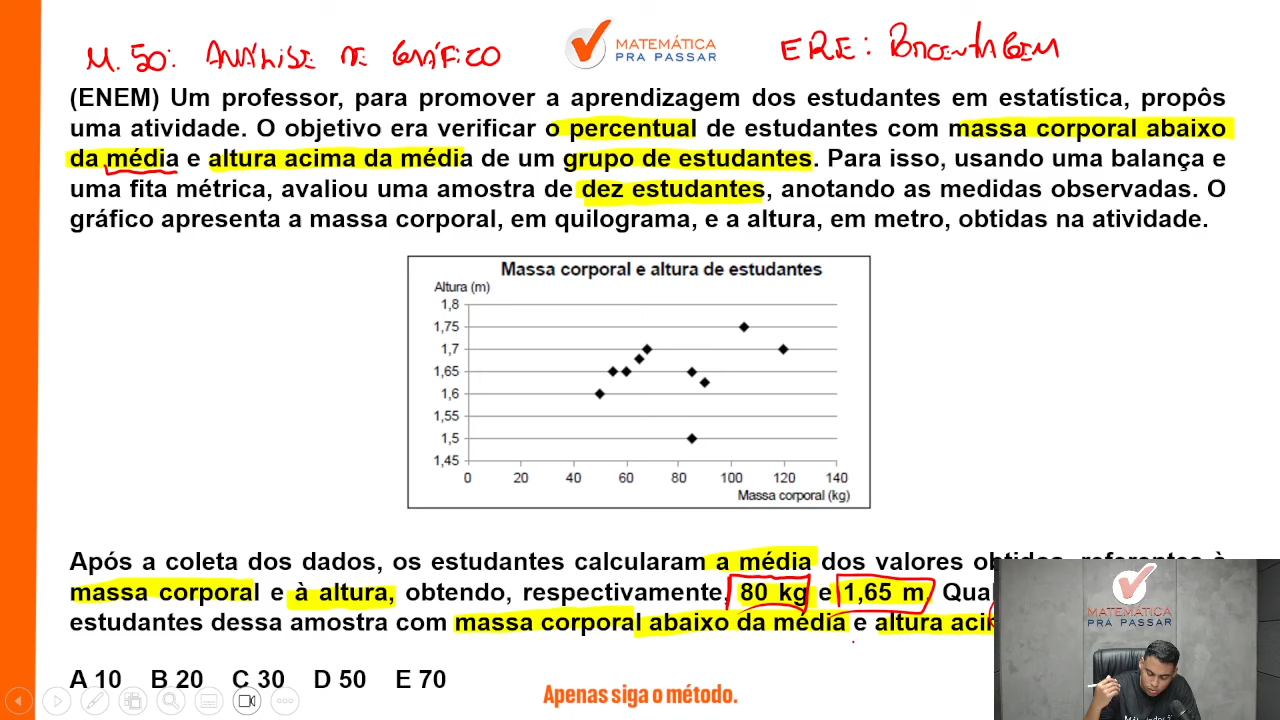 M. 50: ANÁLISE DE GRÁFICO
MATEMÁTICA
PRA PASSAR
ERE: PORCENTAGEM
(ENEM) Um professor, para promover a aprendizagem dos estudantes em estatística, propôs
uma atividade. O objetivo era verificar o percentual de estudantes com massa corporal abaixo
da média e altura acima da média de um grupo de estudantes. Para isso, usando uma balança e
uma fita métrica, avaliou uma amostra de dez estudantes, anotando as medidas observadas. O
gráfico apresenta a massa corporal, em quilograma, e a altura, em metro, obtidas na atividade.
Massa corporal e altura de estudantes
Altura (m)
1,8
1,75
1,7
1,65
1,6
1,55
1,5
1,45
0 20 40 60 80 100 120 140
Massa corporal (kg)
Após a coleta dos dados, os estudantes calcularam a média dos valores
massa corporal e à altura, obtendo, respectivamente, 80 kg e 1,65 m.
estudantes dessa amostra com massa corporal abaixo da média e altura
MATEMÁTICA
PRA PASSAR
A 10 B 20 C 30 D 50 E 70
Apenas siga o método.